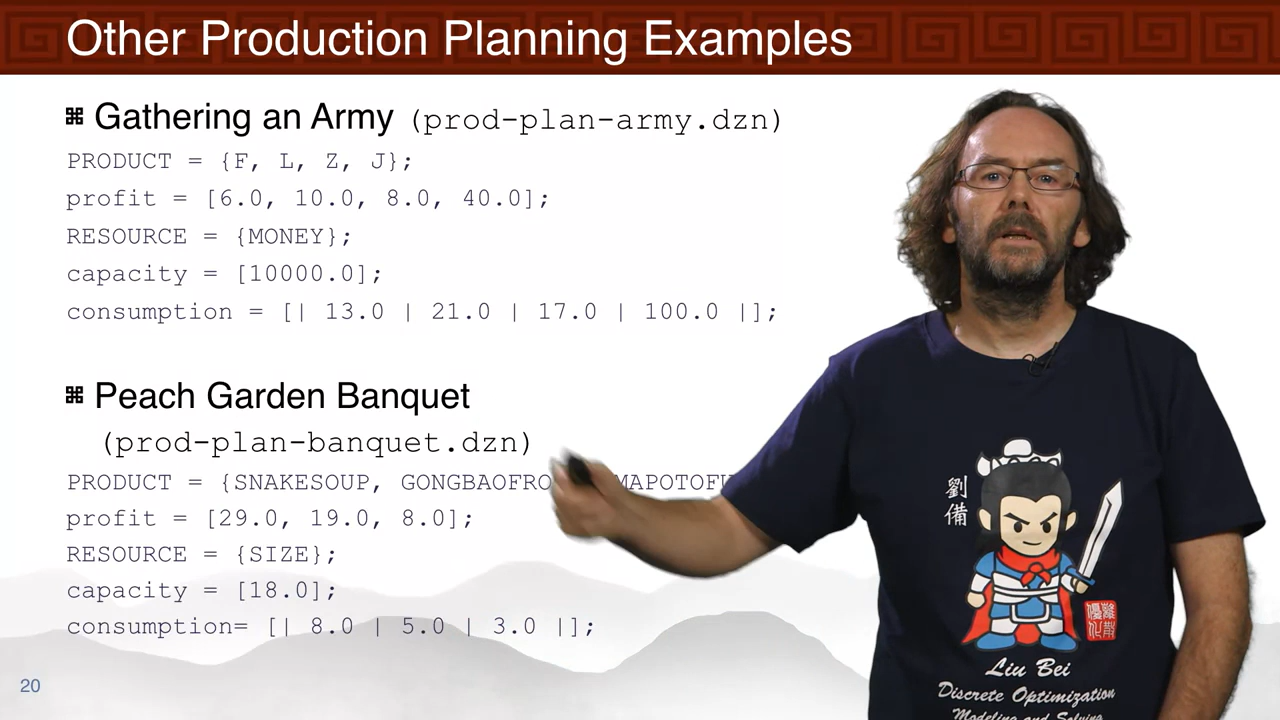 Other Production Planning Examples
⌘ Gathering an Army (prod-plan-army.dzn)
PRODUCT = {F, L, Z, J};
profit = [6.0, 10.0, 8.0, 40.0];
RESOURCE = {MONEY};
capacity = [10000.0];
consumption = [| 13.0 | 21.0 | 17.0 | 100.0 |];
⌘ Peach Garden Banquet
(prod-plan-banquet.dzn)
PRODUCT = {SNAKESOUP,
profit = [29.0, 19.0, 8.0];
RESOURCE = {SIZE};
capacity = [18.0];
consumption= [| 8.0 | 5.0 | 3.0 |];
20
劉備
Liu Bei
Discrete Optimization
Modeling and Solving